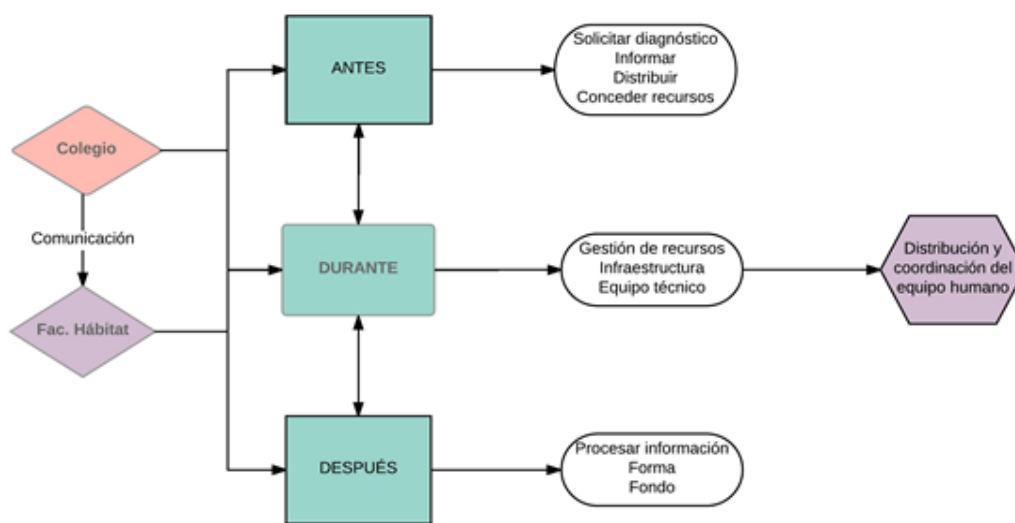 Colegio
Comunicación
Fac. Hábitat
ANTES
Solicitar diagnóstico
Informar
Distribuir
Conceder recursos
DURANTE
Gestión de recursos
Infraestructura
Equipo técnico
Distribución y
coordinación del
equipo humano
DESPUÉS
Procesar información
Forma
Fondo